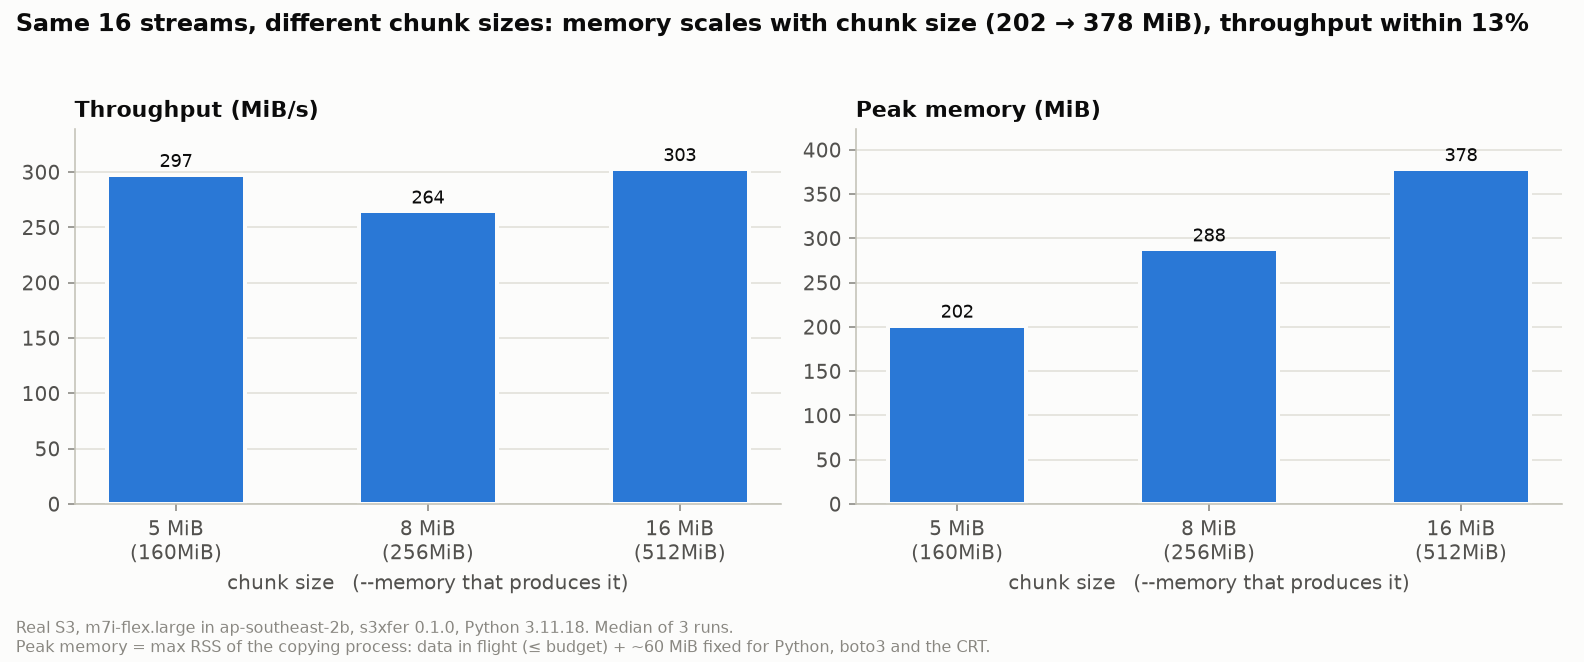 Same 16 streams, different chunk sizes: memory scales with chunk size (202 → 378 MiB), throughput within 13%
Throughput (MiB/s)
300
250
200
150
100
50
0
297
264
303
5 MiB
(160MiB)
8 MiB
(256MiB)
16 MiB
(512MiB)
chunk size (--memory that produces it)
Peak memory (MiB)
400
350
300
250
200
150
100
50
0
202
288
378
5 MiB
(160MiB)
8 MiB
(256MiB)
16 MiB
(512MiB)
chunk size (--memory that produces it)
Real S3, m7i-flex.large in ap-southeast-2b, s3xfer 0.1.0, Python 3.11.18. Median of 3 runs.
Peak memory = max RSS of the copying process: data in flight (≤ budget) + ~60 MiB fixed for Python, boto3 and the CRT.